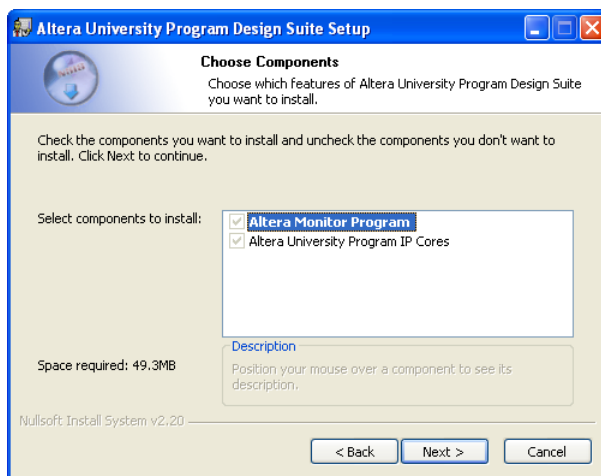 Altera University Program Design Suite Setup
Choose Components
Choose which features of Altera University Program Design Suite
you want to install.
Check the components you want to install and uncheck the components you don't want to
install. Click Next to continue.
Select components to install:
Altera Monitor Program
Altera University Program IP Cores
Space required: 49.3MB
Description
Position your mouse over a component to see its
description.
Nullsoft Install System v2.20
< Back
Next >
Cancel